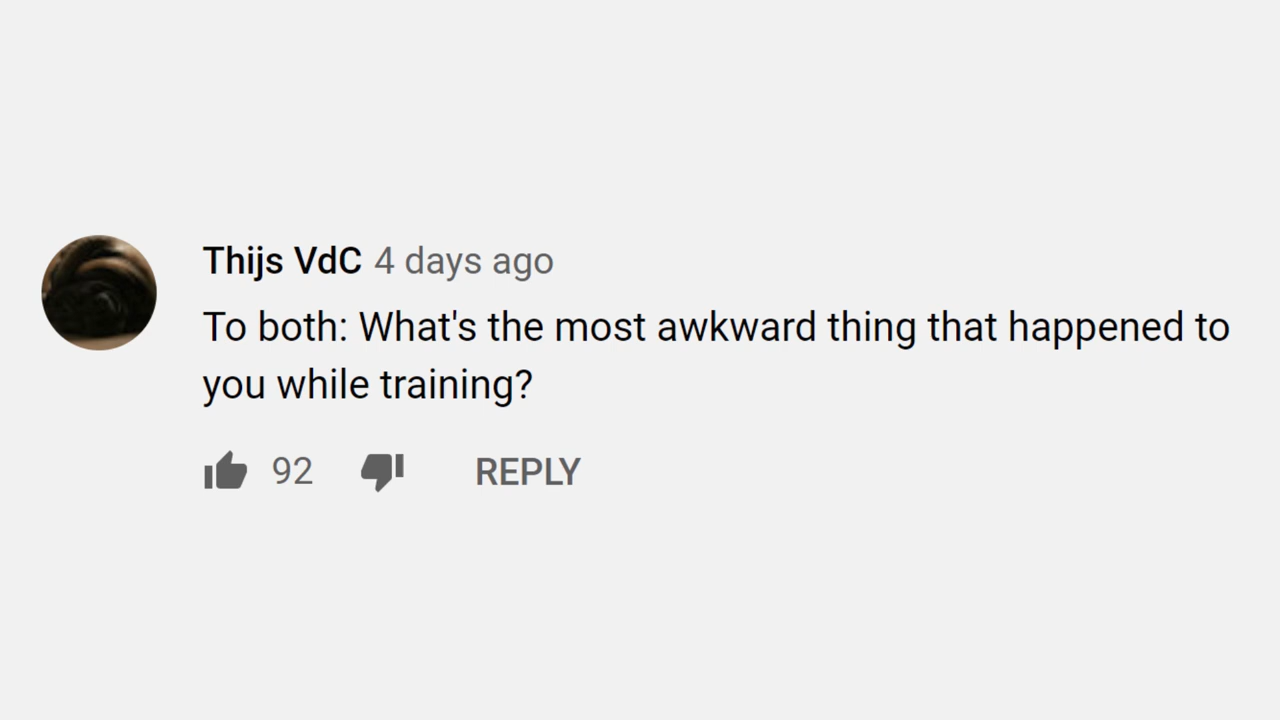 Thijs VdC 4 days ago
To both: What's the most awkward thing that happened to
you while training?
92 REPLY